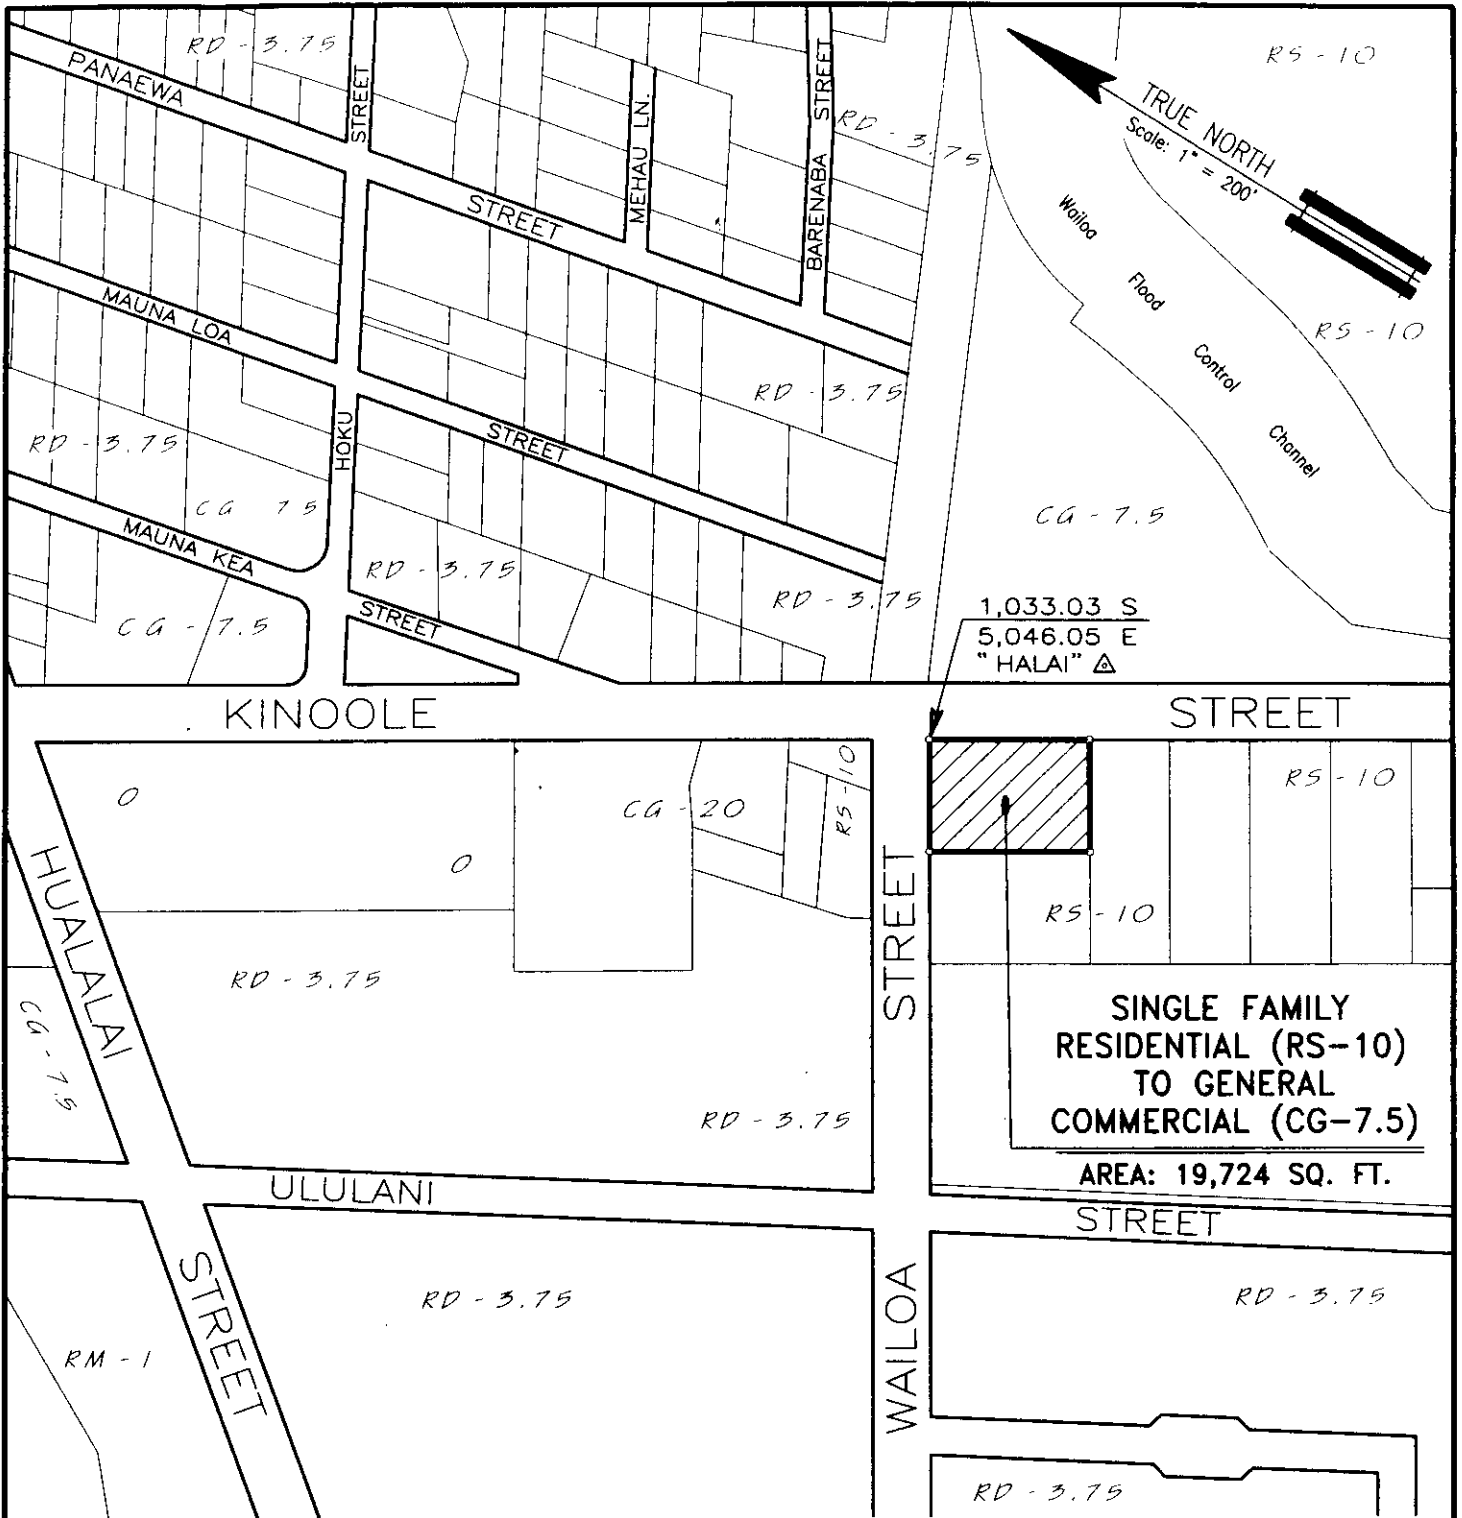 RD - 3.75
RS - 10
PANAEWA
STREET
TRUE NORTH
Scale: 1" = 200'
MEHAU LN.
BARENABA STREET
RD - 3.75
STREET
Wailoa
Flood
Control
Channel
RS - 10
MAUNA LOA
RD - 3.75
HOKU
STREET
RD - 3.75
CG 75
CG - 7.5
MAUNA KEA
RD - 3.75
RD - 3.75
STREET
CG - 7.5
1,033.03 S
5,046.05 E
"HALAI"
KINOOLE
STREET
O
O
CG - 20
RS - 10
RS - 10
HUALALAI
STREET
RS - 10
RD - 3.75
CG - 7.5
SINGLE FAMILY
RESIDENTIAL (RS-10)
TO GENERAL
COMMERCIAL (CG-7.5)
AREA: 19,724 SQ. FT.
RD - 3.75
ULULANI
STREET
STREET
WAILOA
RD - 3.75
RD - 3.75
RM - 1
RD - 3.75